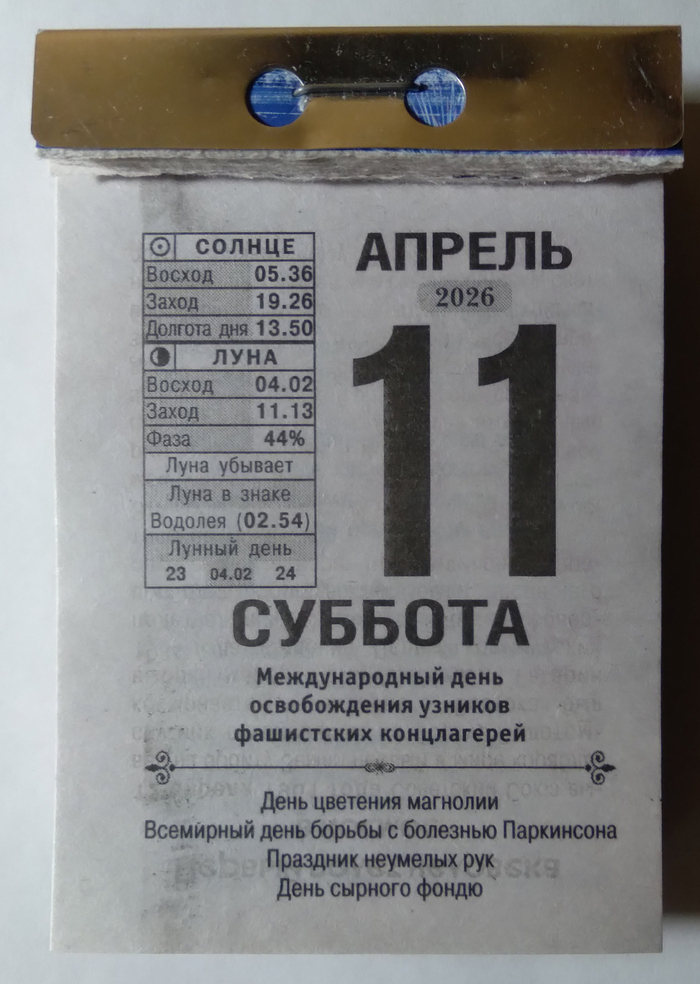 СОЛНЦЕ
Восход 05.36
Заход 19.26
Долгота дня 13.50
ЛУНА
Восход 04.02
Заход 11.13
Фаза 44%
Луна убывает
Луна в знаке
Водолея (02.54)
Лунный день
23 04.02 24
АПРЕЛЬ
2026
11
СУББОТА
Международный день
освобождения узников
фашистских концлагерей
День цветения магнолии
Всемирный день борьбы с болезнью Паркинсона
Праздник неумелых рук
День сырного фондю